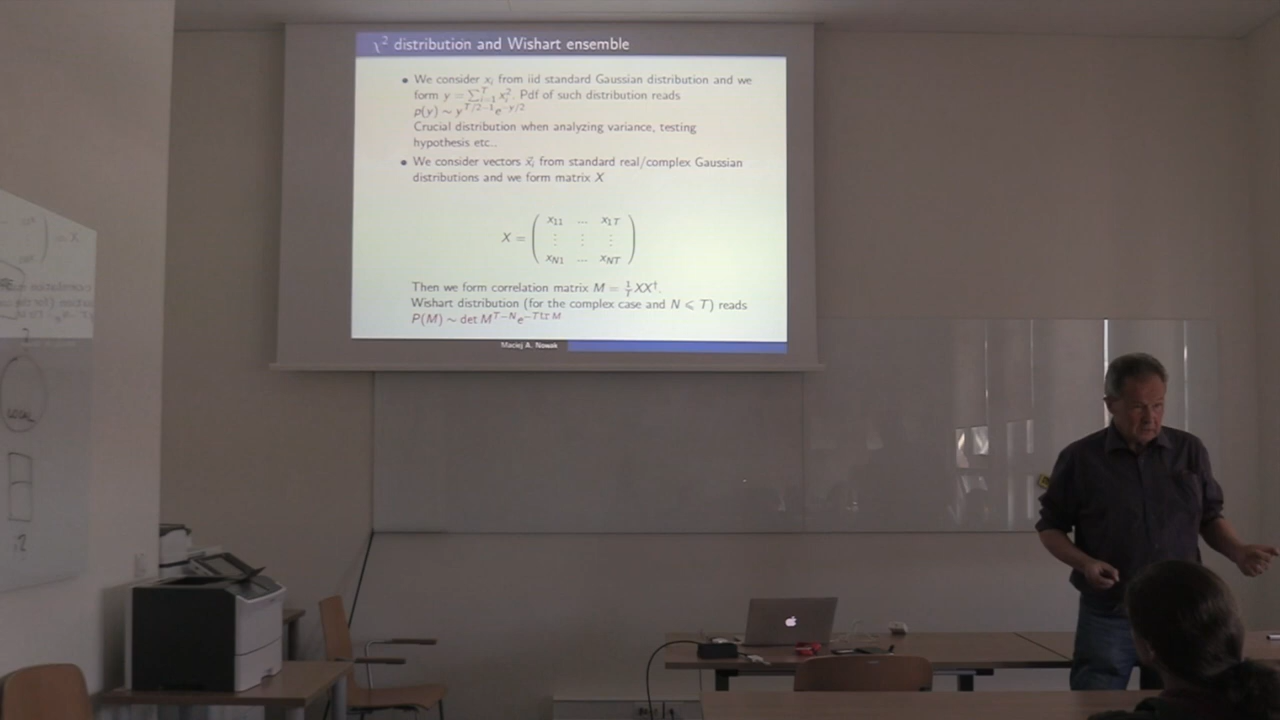 χ² distribution and Wishart ensemble
• We consider xᵢ from iid standard Gaussian distribution and we
form y = ∑ᵢ₌₁ᵀ xᵢ². Pdf of such distribution reads
p(y) ∼ y^{T/2−1}e^{−y/2}
Crucial distribution when analyzing variance, testing
hypothesis etc..
• We consider vectors x⃗ᵢ from standard real/complex Gaussian
distributions and we form matrix X
X = ( x₁₁ ... x₁T
⋮ ⋮ ⋮
xN1 ... xNT )
Then we form correlation matrix M = 1/T XX†.
Wishart distribution (for the complex case and N ⩽ T) reads
P(M) ∼ det M^{T−N}e^{−T tr M}
Maciej A. Nowak